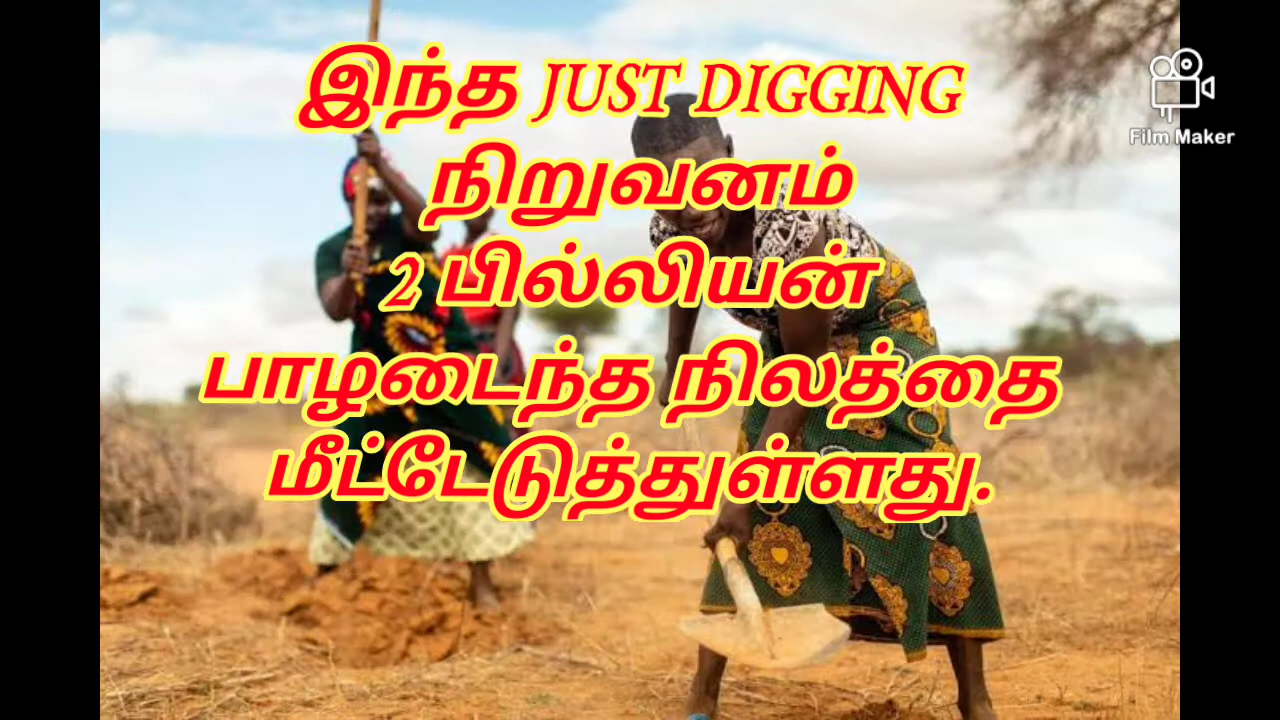 இந்த JUST DIGGING
நிறுவனம்
2 பில்லியன்
பாழடைந்த நிலத்தை
மீட்டேடுத்துள்ளது.
Film Maker